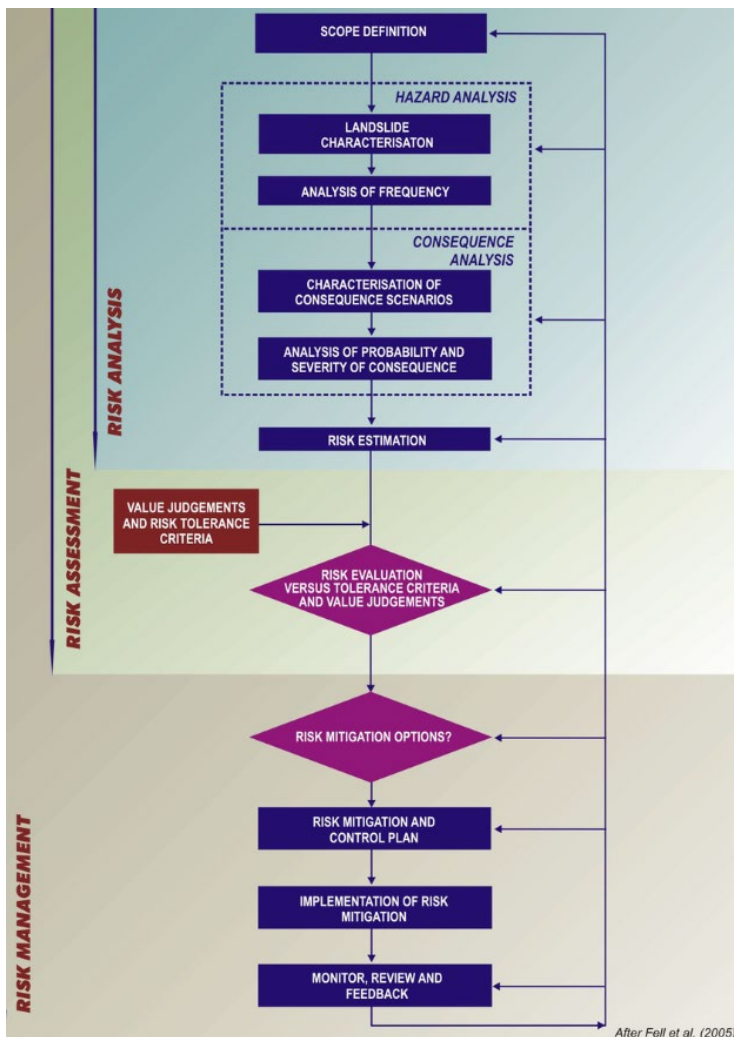 SCOPE DEFINITION
HAZARD ANALYSIS
LANDSLIDE
CHARACTERISATON
ANALYSIS OF FREQUENCY
CONSEQUENCE
ANALYSIS
CHARACTERISATION OF
CONSEQUENCE SCENARIOS
ANALYSIS OF PROBABILITY AND
SEVERITY OF CONSEQUENCE
RISK ANALYSIS
RISK ESTIMATION
VALUE JUDGEMENTS
AND RISK TOLERANCE
CRITERIA
RISK ASSESSMENT
RISK EVALUATION
VERSUS TOLERANCE CRITERIA
AND VALUE JUDGEMENTS
RISK MITIGATION OPTIONS?
RISK MITIGATION AND
CONTROL PLAN
RISK MANAGEMENT
IMPLEMENTATION OF RISK
MITIGATION
MONITOR, REVIEW AND
FEEDBACK
After Fell et al. (2005)